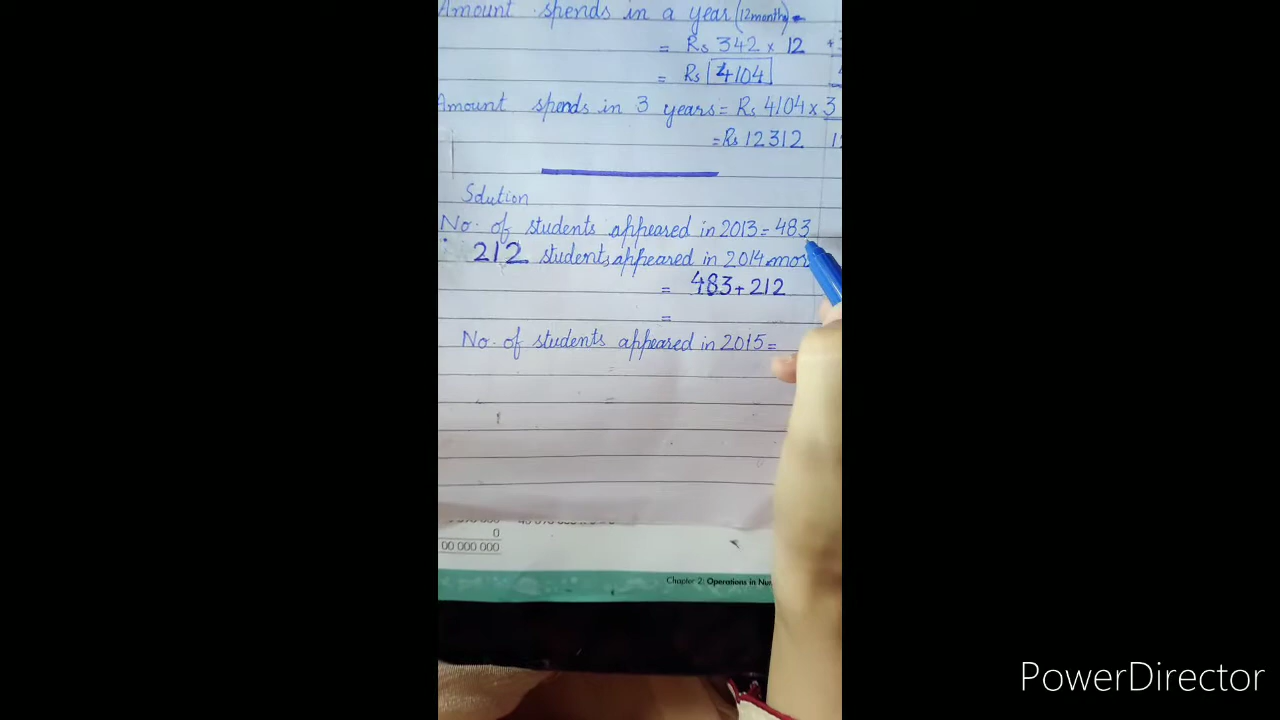 Amount spends in a year (12 month)
= Rs 342 × 12
= Rs 4104
Amount spends in 3 years = Rs 4104 × 3
= Rs 12312
Solution
No. of students appeared in 2013 = 483
212 students appeared in 2014 mor
= 483 + 212
=
No. of students appeared in 2015 =
0
00 000 000
Chapter 2: Operations in Nu
PowerDirector